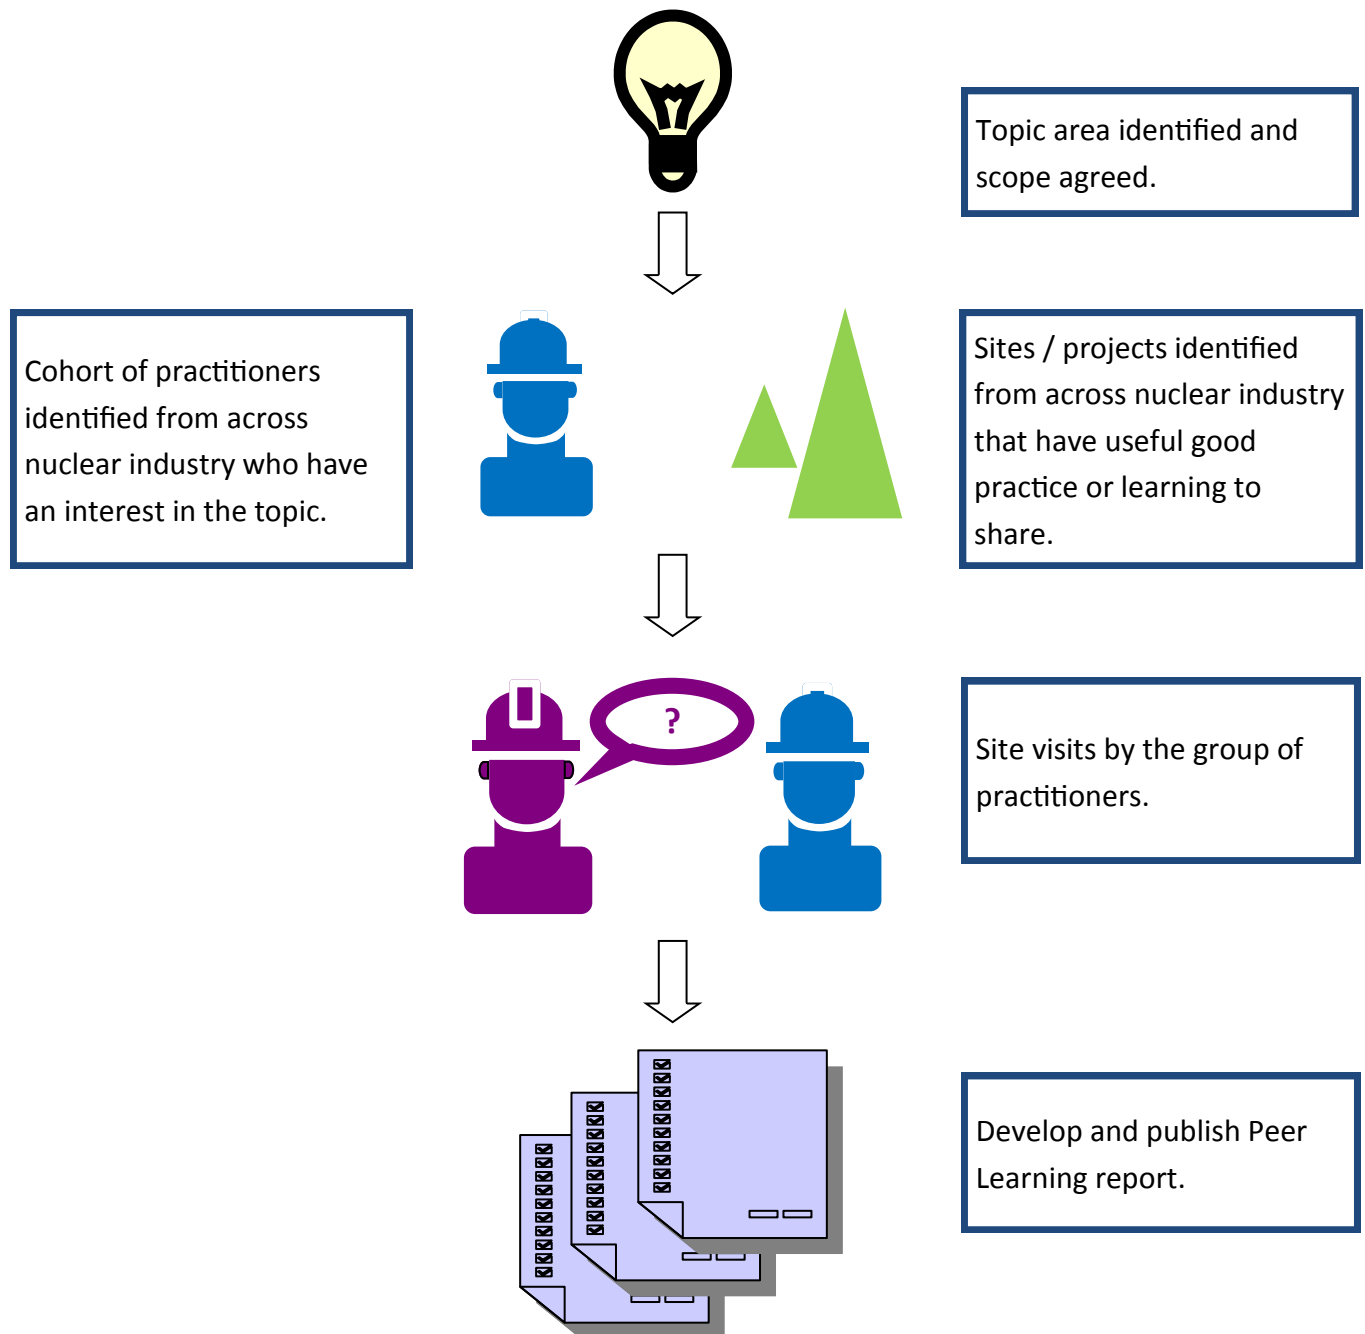 Topic area identified and
scope agreed.
Cohort of practitioners
identified from across
nuclear industry who have
an interest in the topic.
Sites / projects identified
from across nuclear industry
that have useful good
practice or learning to
share.
?
Site visits by the group of
practitioners.
Develop and publish Peer
Learning report.